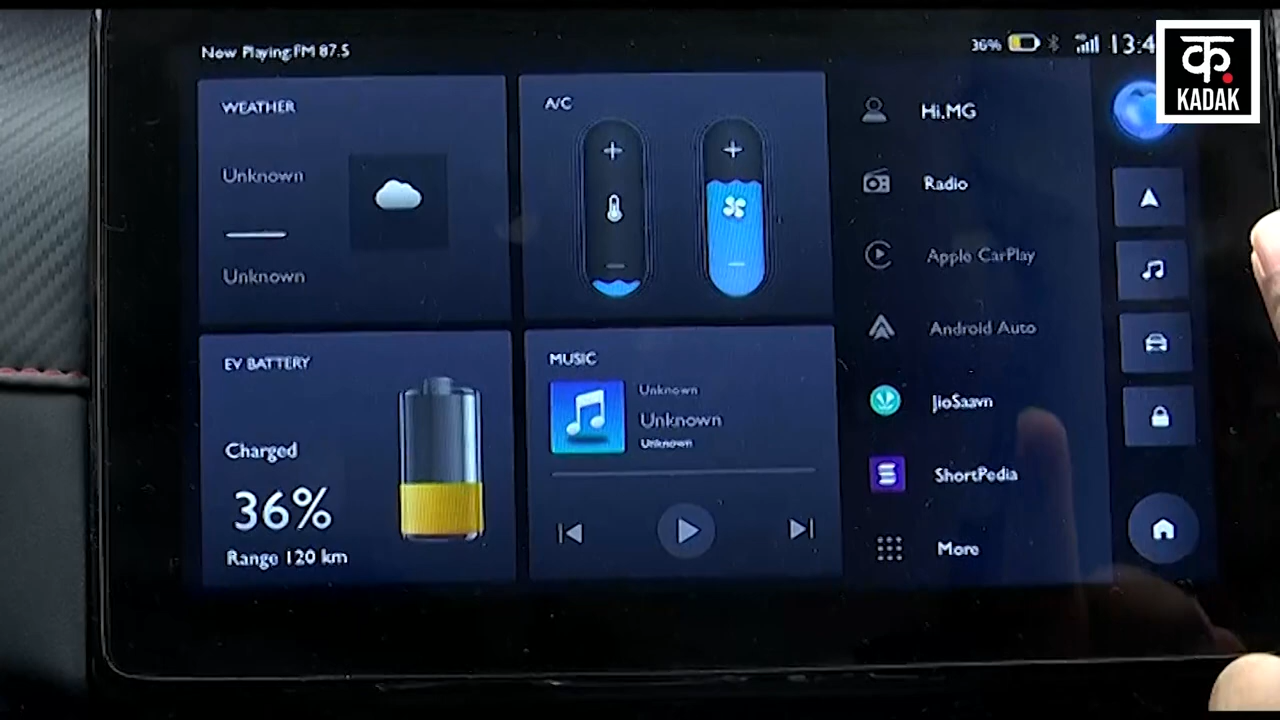 Now Playing:FM 87.5
36%
13:4
क
KADAK
WEATHER
Unknown
Unknown
A/C
EV BATTERY
Charged
36%
Range 120 km
MUSIC
Unknown
Unknown
Unknown
Hi,MG
Radio
Apple CarPlay
Android Auto
JioSaavn
ShortPedia
More